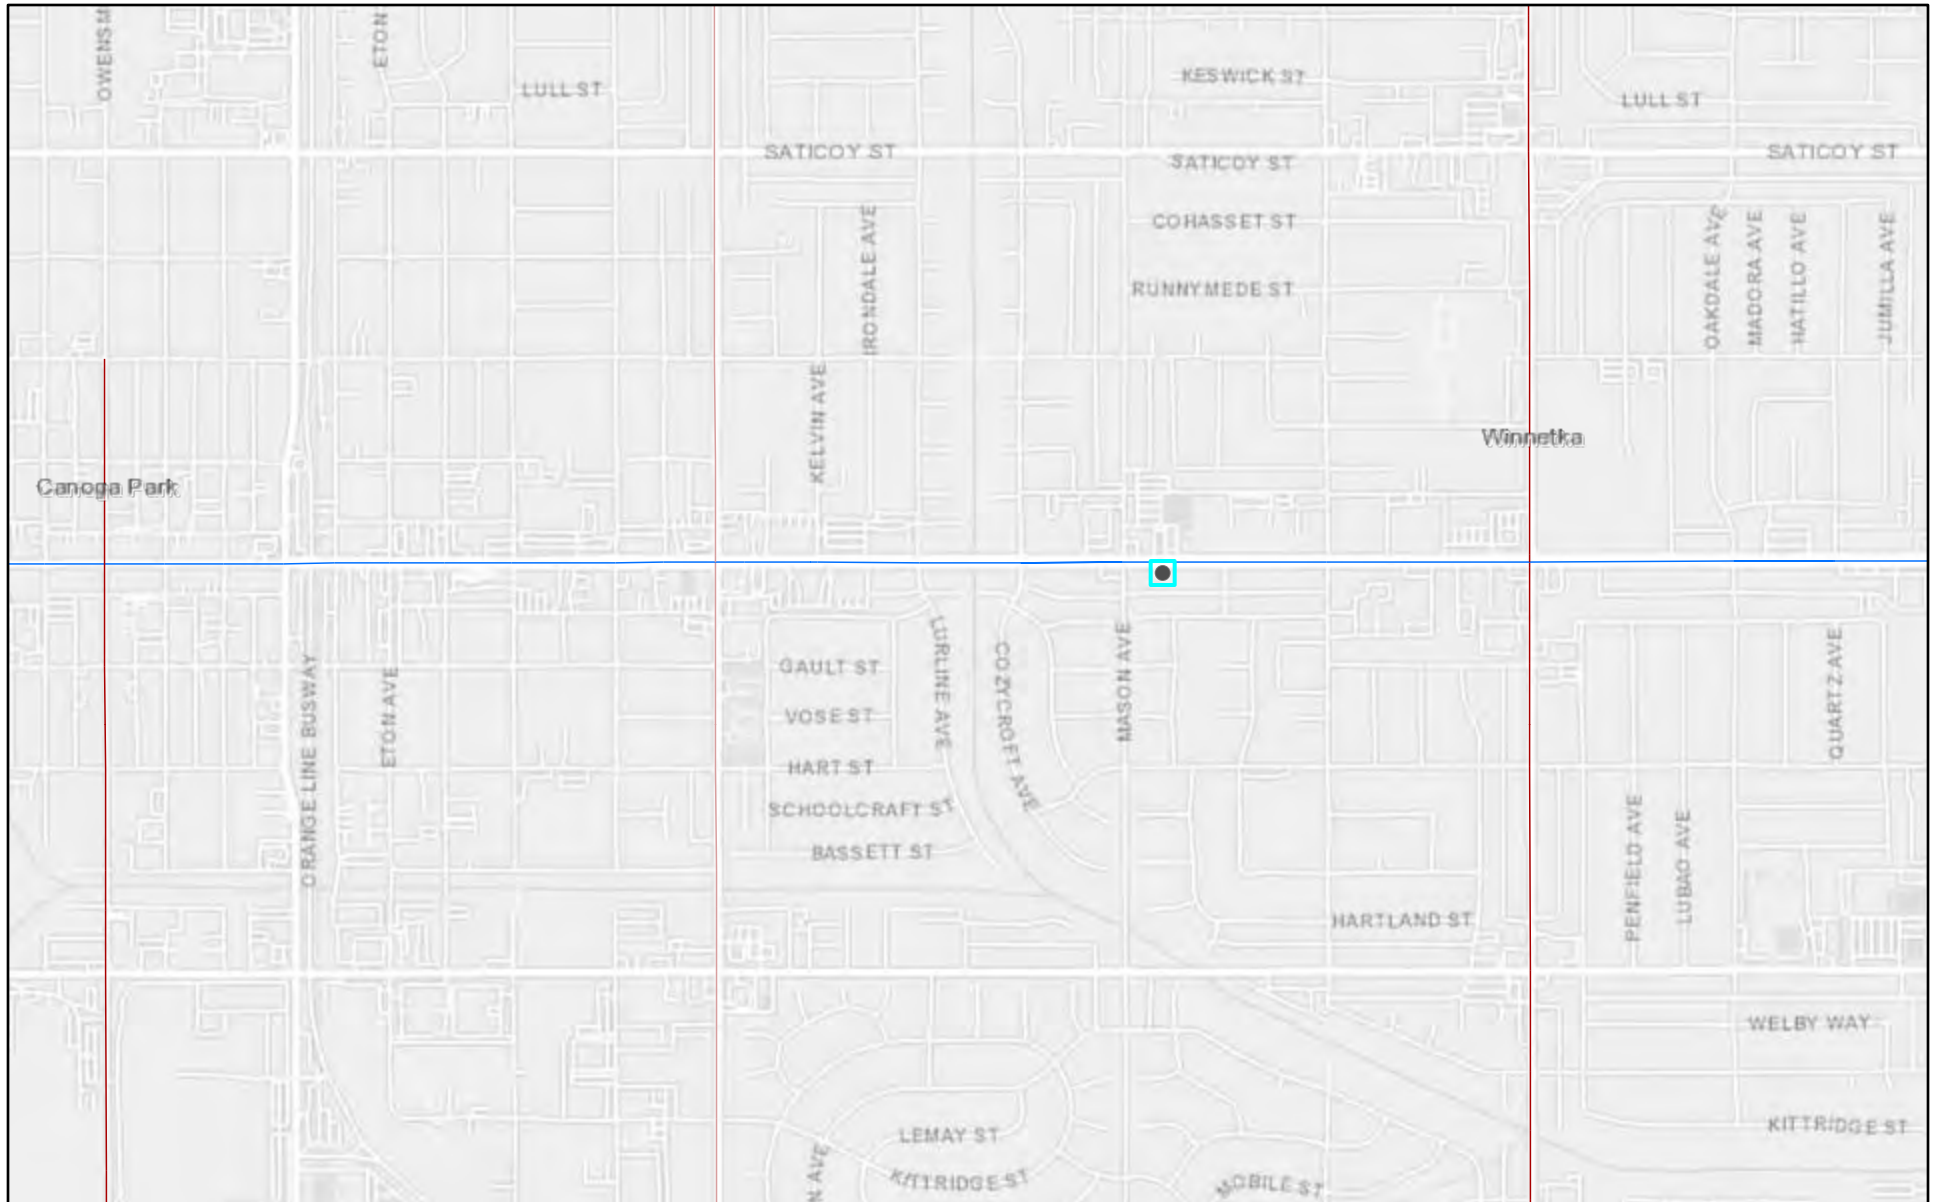 OWENSM
ETON
LULL ST
KESWICK ST
LULL ST
SATICOY ST
SATICOY ST
SATICOY ST
COHASSET ST
IRONDALE AVE
OAKDALE AVE
MADORA AVE
HATILLO AVE
JUMILLA AVE
RUNNYMEDE ST
KELVIN AVE
Winnetka
Canoga Park
LURLINE AVE
COZYCROFT AVE
MASON AVE
QUARTZ AVE
GAULT ST
ORANGE LINE BUSWAY
ETON AVE
VOSE ST
HART ST
SCHOOLCRAFT ST
BASSETT ST
PENFIELD AVE
LUBAO AVE
HARTLAND ST
WELBY WAY
KITTRIDGE ST
LEMAY ST
N AVE
KITTRIDGE ST
MOBILE ST